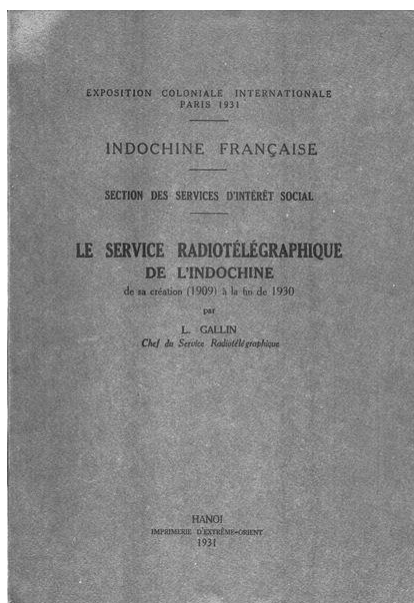 EXPOSITION COLONIALE INTERNATIONALE
PARIS 1931
INDOCHINE FRANÇAISE
SECTION DES SERVICES D'INTÉRÊT SOCIAL
LE SERVICE RADIOTÉLÉGRAPHIQUE
DE L'INDOCHINE
de sa création (1909) à la fin de 1930
par
L. GALLIN
Chef du Service Radiotélégraphique
HANOI
IMPRIMERIE D'EXTRÊME-ORIENT
1931